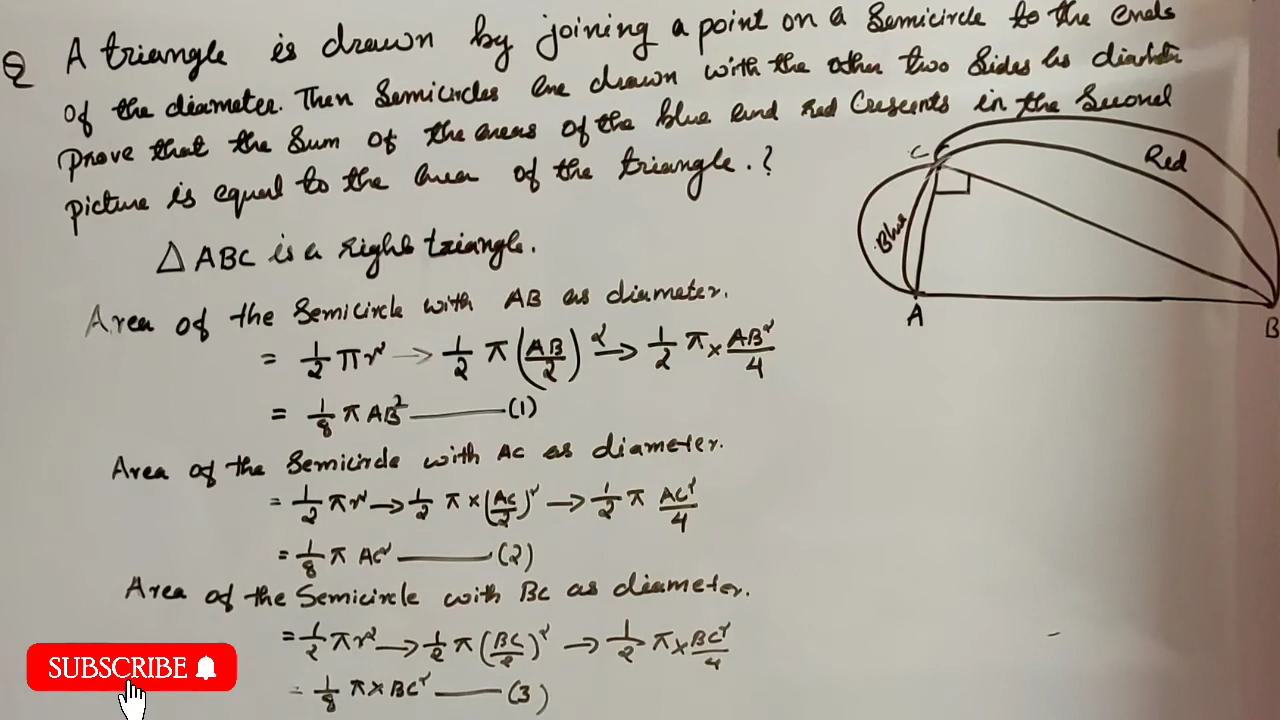 Q A triangle is drawn by joining a point on a Semicircle to the ends
of the diameter. Then Semicircles are drawn with the other two Sides as diameter
Prove that the Sum of the areas of the blue and Red Crescents in the Second
picture is equal to the area of the triangle.?
△ ABC is a right triangle.
Area of the Semicircle with AB as diameter.
= 1/2 πr² → 1/2 π (AB/2)² → 1/2 π × AB²/4
= 1/8 π AB² —— (1)
Area of the Semicircle with AC as diameter.
= 1/2 πr² → 1/2 π × (AC/2)² → 1/2 π AC²/4
= 1/8 π AC² —— (2)
Area of the Semicircle with BC as diameter.
= 1/2 πr² → 1/2 π (BC/2)² → 1/2 π × BC²/4
= 1/8 π × BC² —— (3)
C
Red
Blue
A
B
SUBSCRIBE